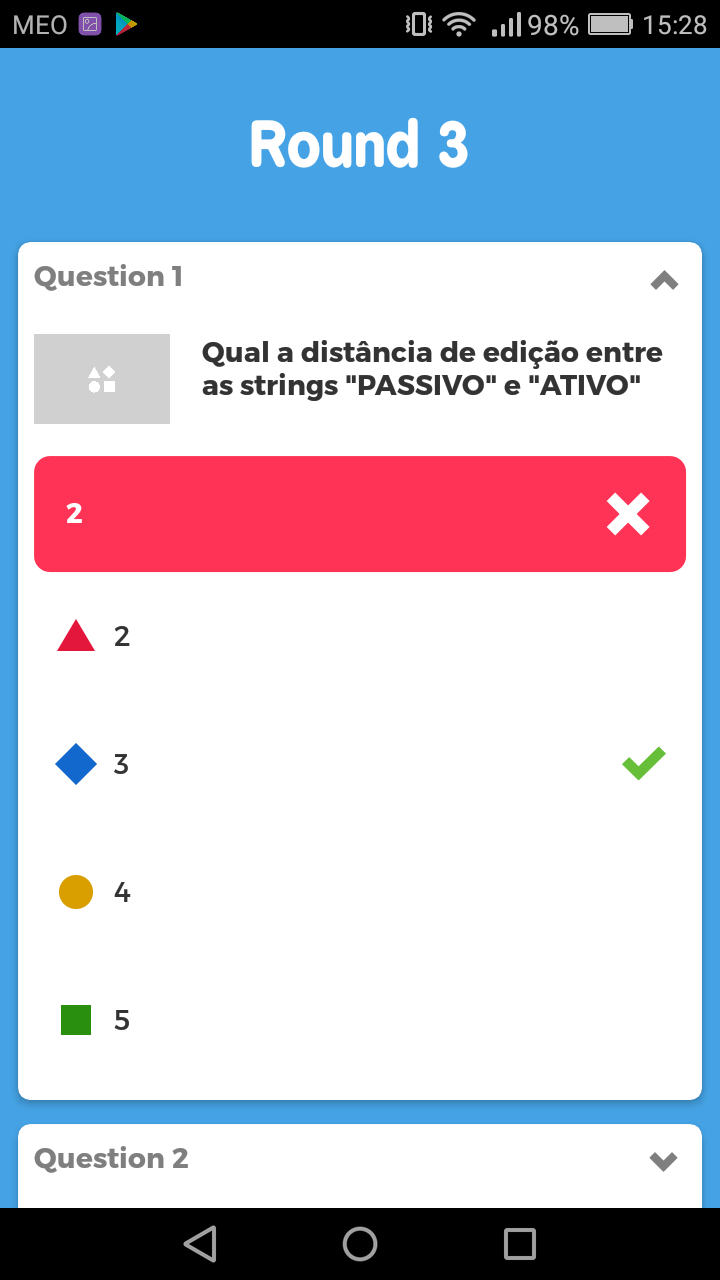 MEO 98% 15:28
Round 3
Question 1
Qual a distância de edição entre
as strings "PASSIVO" e "ATIVO"
2
2
3
4
5
Question 2